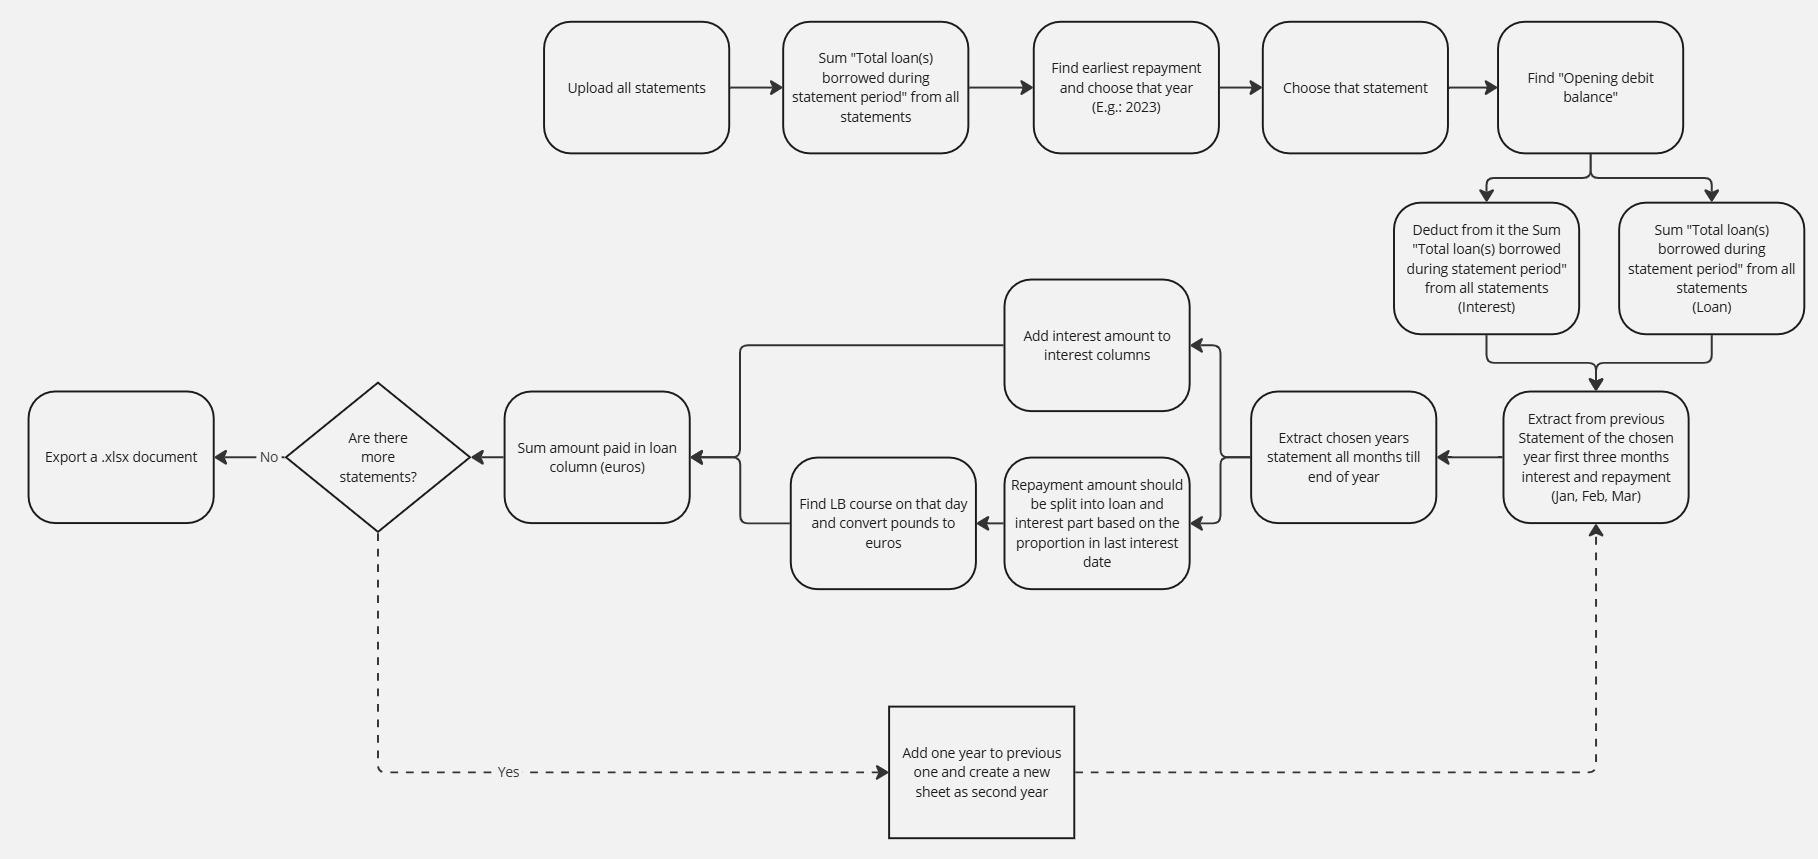 Upload all statements
Sum "Total loan(s)
borrowed during
statement period" from all
statements
Find earliest repayment
and choose that year
(E.g.: 2023)
Choose that statement
Find "Opening debit
balance"
Deduct from it the Sum
"Total loan(s) borrowed
during statement period"
from all statements
(Interest)
Sum "Total loan(s)
borrowed during
statement period" from all
statements
(Loan)
Extract from previous
Statement of the chosen
year first three months
interest and repayment
(Jan, Feb, Mar)
Extract chosen years
statement all months till
end of year
Add interest amount to
interest columns
Repayment amount should
be split into loan and
interest part based on the
proportion in last interest
date
Find LB course on that day
and convert pounds to
euros
Sum amount paid in loan
column (euros)
Are there
more
statements?
No
Export a .xlsx document
Yes
Add one year to previous
one and create a new
sheet as second year